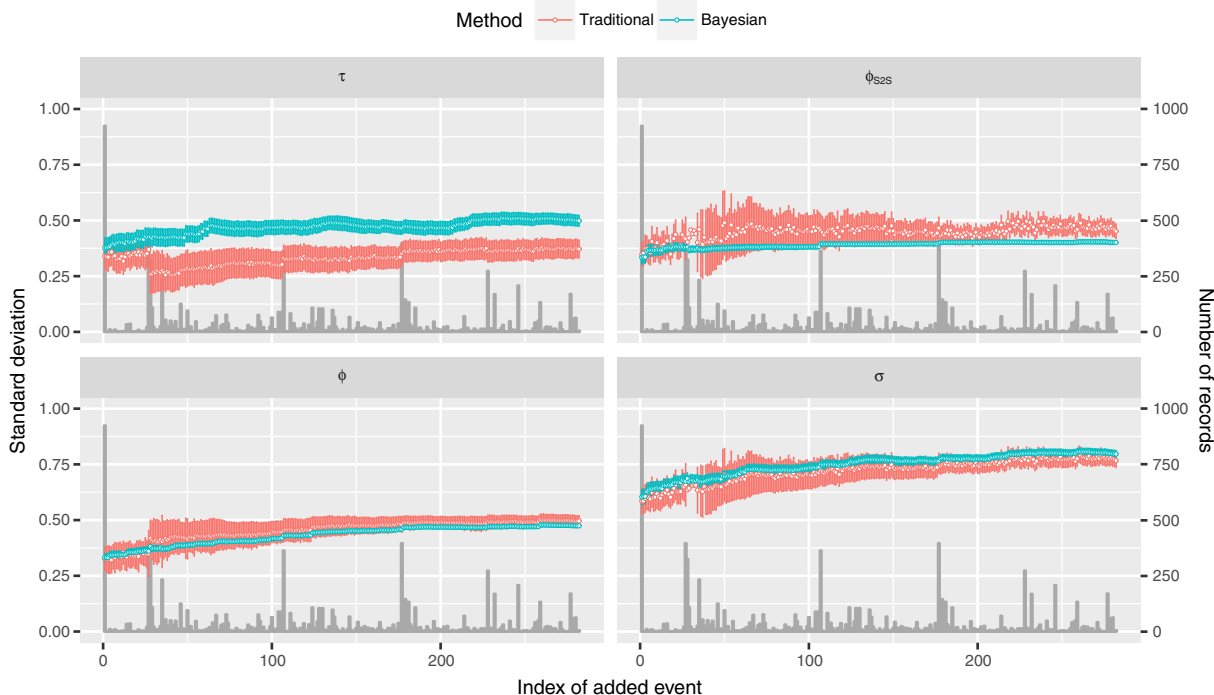 Method Traditional Bayesian
τ
ϕS2S
1.00
0.75
0.50
0.25
0.00
1000
750
500
250
0
ϕ
σ
1.00
0.75
0.50
0.25
0.00
1000
750
500
250
0
0 100 200
0 100 200
Standard deviation
Number of records
Index of added event